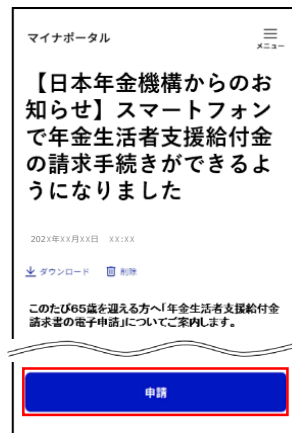 マイナポータル
メニュー
【日本年金機構からのお
知らせ】スマートフォン
で年金生活者支援給付金
の請求手続きができるよ
うになりました
202X年XX月XX日 XX:XX
ダウンロード 削除
このたび65歳を迎える方へ「年金生活者支援給付金
請求書の電子申請」についてご案内します。
申請